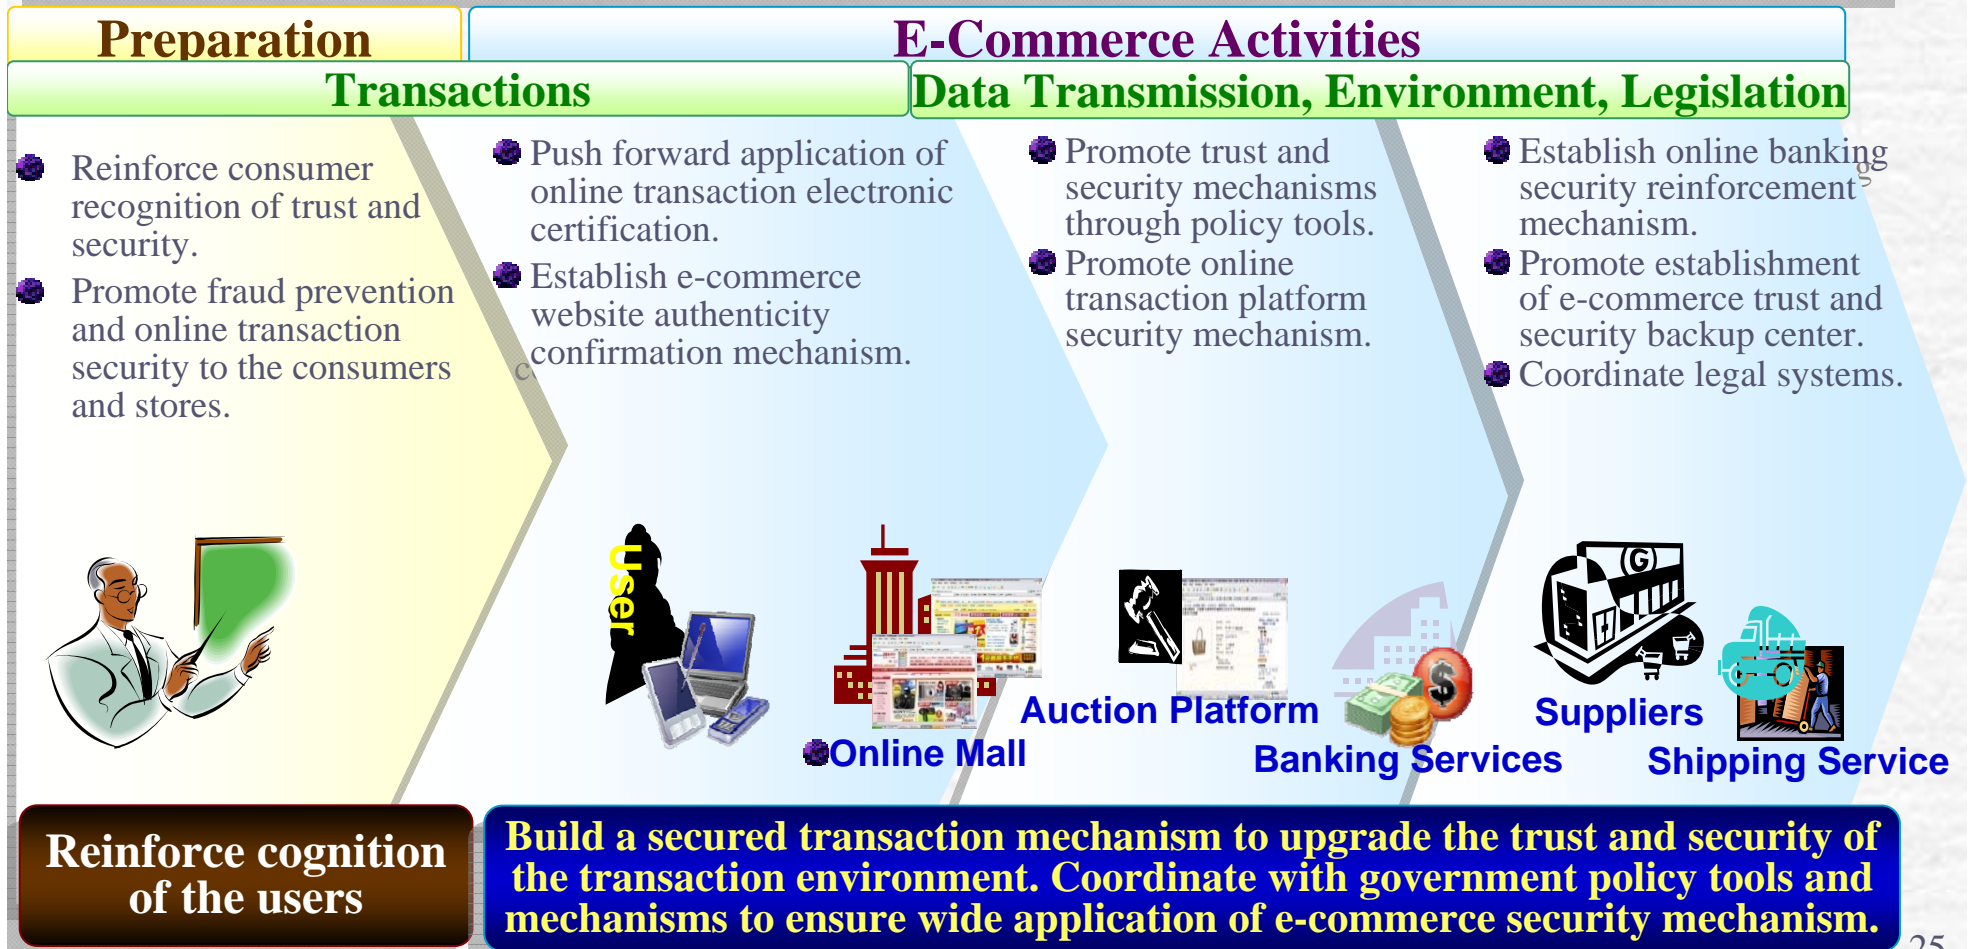 Preparation
E-Commerce Activities
Transactions
Data Transmission, Environment, Legislation
Reinforce consumer
recognition of trust and
security.
Promote fraud prevention
and online transaction
security to the consumers
and stores.
Push forward application of
online transaction electronic
certification.
Establish e-commerce
website authenticity
confirmation mechanism.
Promote trust and
security mechanisms
through policy tools.
Promote online
transaction platform
security mechanism.
Establish online banking
security reinforcement
mechanism.
Promote establishment
of e-commerce trust and
security backup center.
Coordinate legal systems.
User
Online Mall
Auction Platform
$
Banking Services
G
Suppliers
Shipping Service
Reinforce cognition
of the users
Build a secured transaction mechanism to upgrade the trust and security of
the transaction environment. Coordinate with government policy tools and
mechanisms to ensure wide application of e-commerce security mechanism.
25